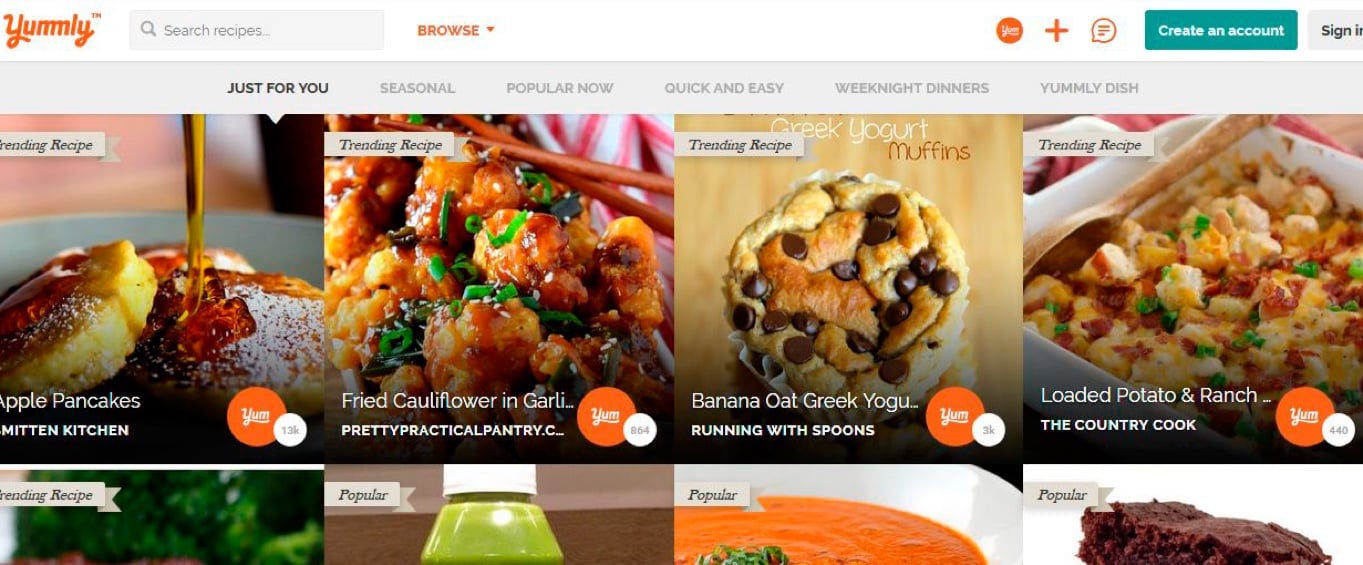 Yummly™
Search recipes...
BROWSE
Yum
Create an account
Sign in
JUST FOR YOU
SEASONAL
POPULAR NOW
QUICK AND EASY
WEEKNIGHT DINNERS
YUMMLY DISH
Trending Recipe
Trending Recipe
Greek Yogurt
Muffins
Trending Recipe
Trending Recipe
Apple Pancakes
SMITTEN KITCHEN
Yum
13k
Fried Cauliflower in Garli...
PRETTYPRACTICALPANTRY.C...
Yum
864
Banana Oat Greek Yogu...
RUNNING WITH SPOONS
Yum
3k
Loaded Potato & Ranch ...
THE COUNTRY COOK
Yum
440
Trending Recipe
Popular
Popular
Popular